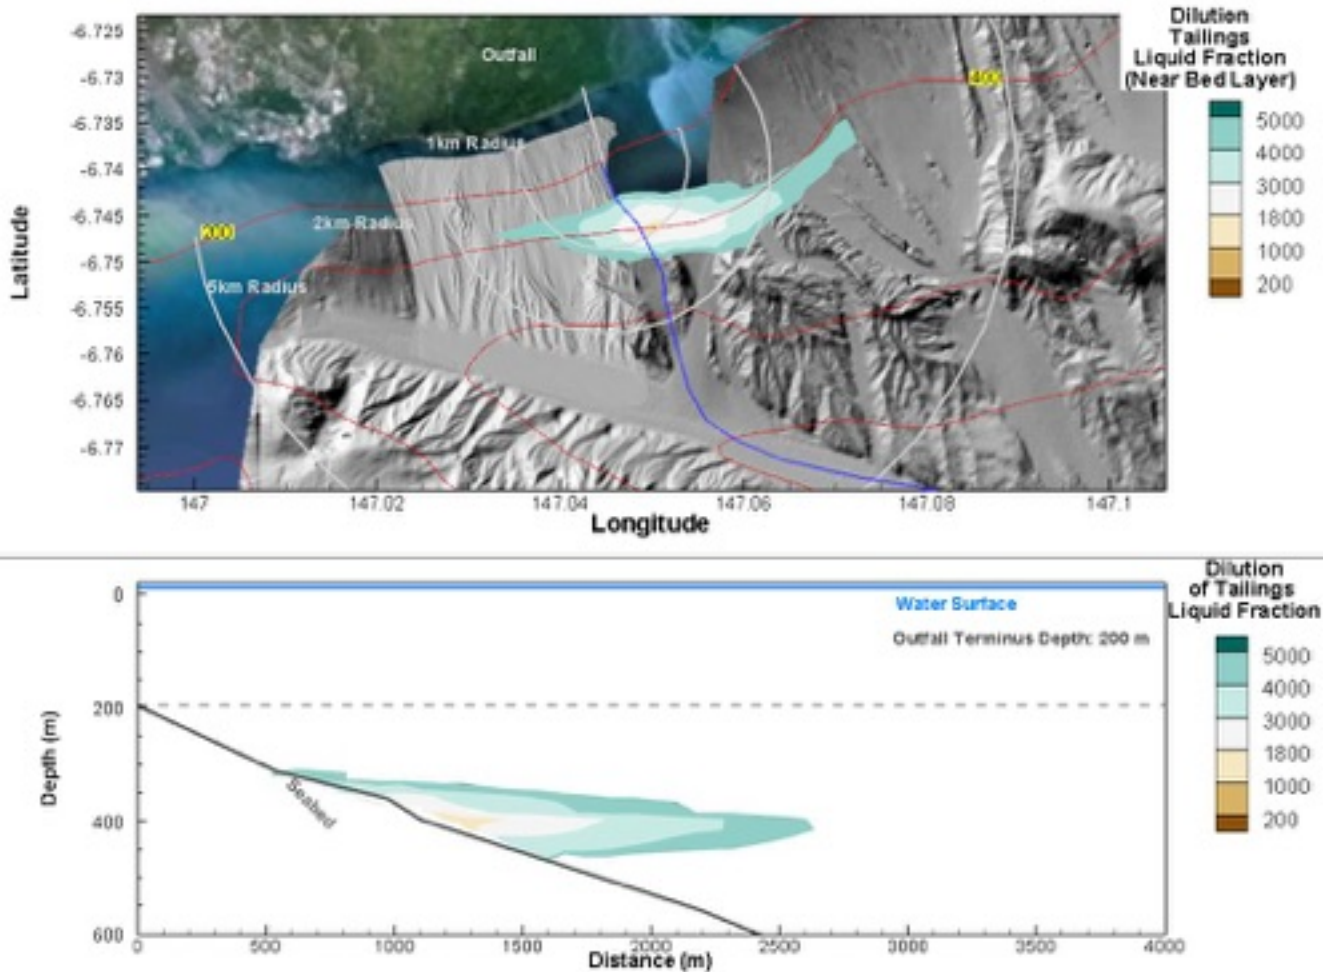 Dilution
Tailings
Liquid Fraction
(Near Bed Layer)
5000
4000
3000
1800
1000
200
-6.725
-6.73
-6.735
-6.74
-6.745
-6.75
-6.755
-6.76
-6.765
-6.77
Latitude
Outfall
1km Radius
2km Radius
5km Radius
400
147
147.02
147.04
147.06
147.08
147.1
Longitude
Dilution
of Tailings
Liquid Fraction
5000
4000
3000
1800
1000
200
Water Surface
Outfall Terminus Depth: 200 m
Seabed
0
200
400
600
Depth (m)
0
500
1000
1500
2000
2500
3000
3500
4000
Distance (m)